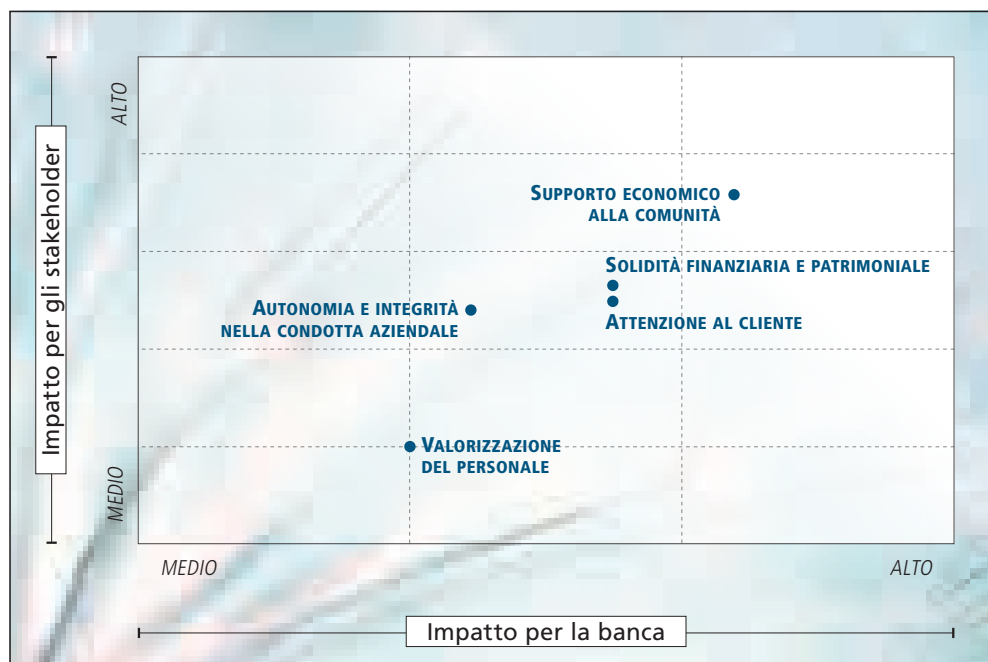 Impatto per gli stakeholder
ALTO
MEDIO
SUPPORTO ECONOMICO
ALLA COMUNITÀ
SOLIDITÀ FINANZIARIA E PATRIMONIALE
ATTENZIONE AL CLIENTE
AUTONOMIA E INTEGRITÀ
NELLA CONDOTTA AZIENDALE
VALORIZZAZIONE
DEL PERSONALE
MEDIO
ALTO
Impatto per la banca